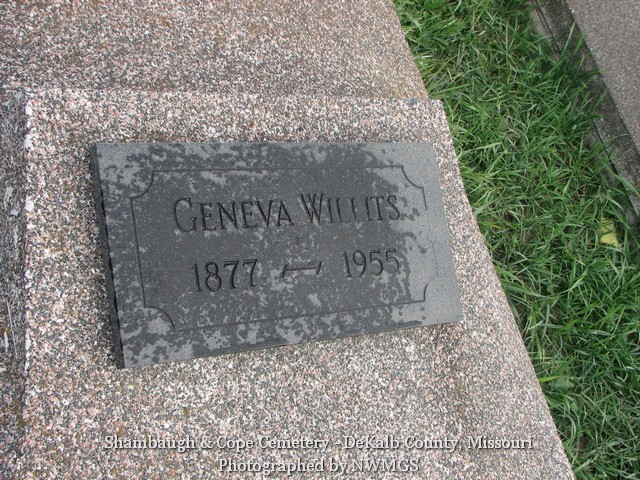 GENEVA WILLITS
1877 — 1955
Shambaugh & Cope Cemetery - DeKalb County, Missouri
Photographed by NWMGS